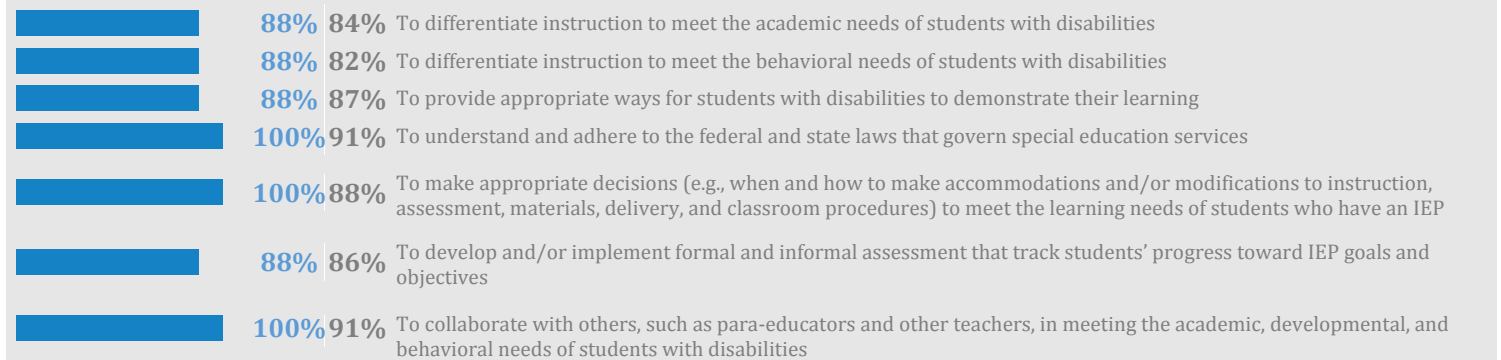 88% 84% To differentiate instruction to meet the academic needs of students with disabilities
88% 82% To differentiate instruction to meet the behavioral needs of students with disabilities
88% 87% To provide appropriate ways for students with disabilities to demonstrate their learning
100% 91% To understand and adhere to the federal and state laws that govern special education services
100% 88% To make appropriate decisions (e.g., when and how to make accommodations and/or modifications to instruction,
assessment, materials, delivery, and classroom procedures) to meet the learning needs of students who have an IEP
88% 86% To develop and/or implement formal and informal assessment that track students’ progress toward IEP goals and
objectives
100% 91% To collaborate with others, such as para-educators and other teachers, in meeting the academic, developmental, and
behavioral needs of students with disabilities